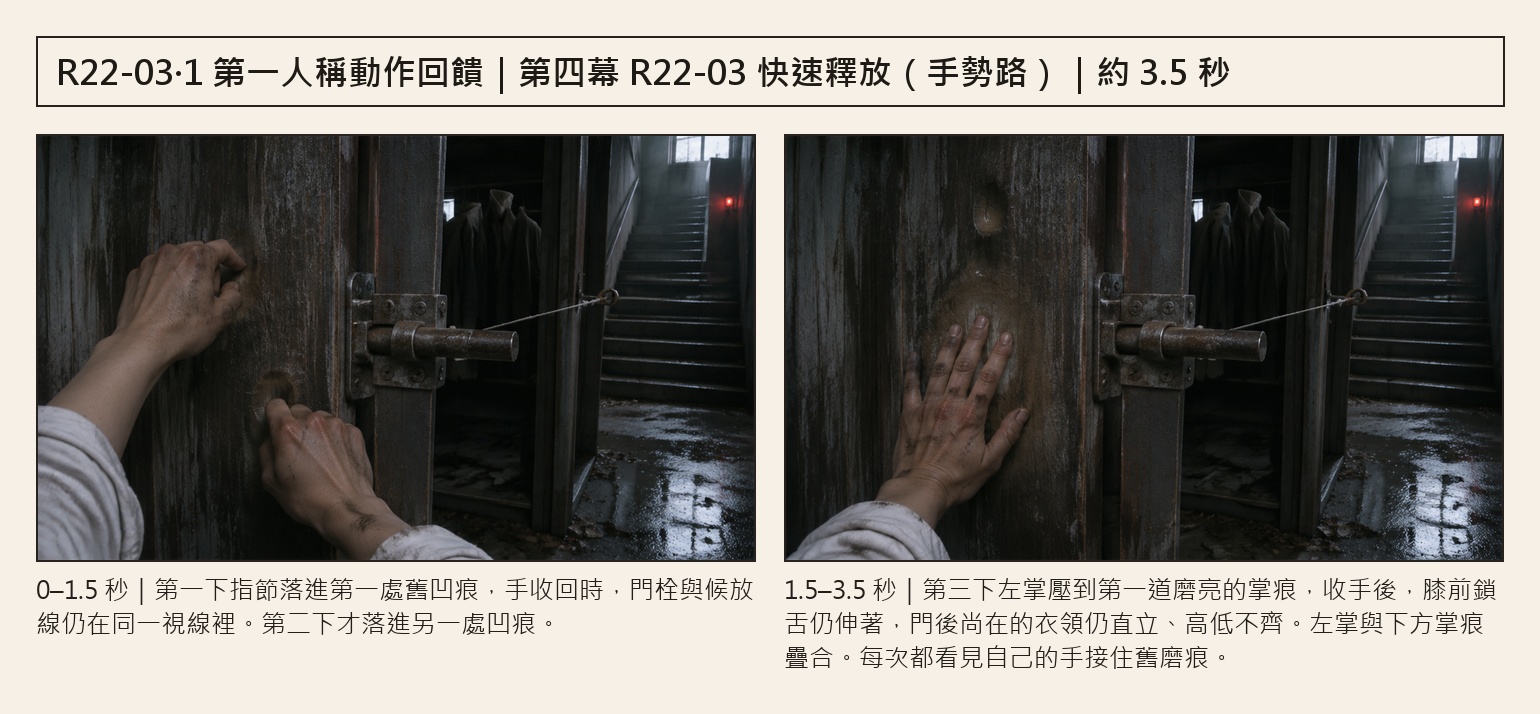 R22-03·1 第一人稱動作回饋｜第四幕 R22-03 快速釋放（手勢路）｜約 3.5 秒
0–1.5 秒｜第一下指節落進第一處舊凹痕，手收回時，門栓與候放
線仍在同一視線裡。第二下才落進另一處凹痕。
1.5–3.5 秒｜第三下左掌壓到第一道磨亮的掌痕，收手後，膝前鎖
舌仍伸著，門後尚在的衣領仍直立、高低不齊。左掌與下方掌痕
疊合。每次都看見自己的手接住舊磨痕。